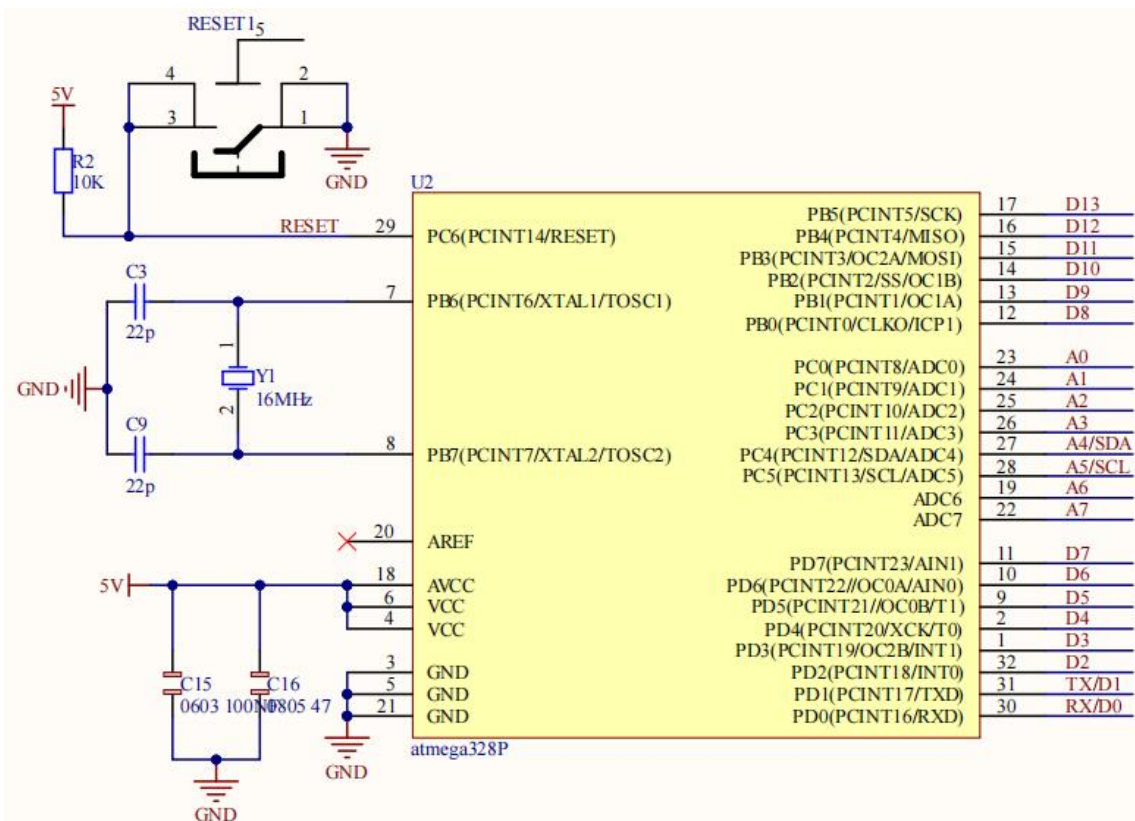 RESET1
5
4
2
3
1
5V
R2
10K
GND
RESET
29
C3
22p
7
1
Y1
16MHz
2
GND
C9
22p
8
20
5V
18
6
4
3
5
21
C15
0603 100N
C16
0805 47
GND
GND
U2
PC6(PCINT14/RESET)
PB6(PCINT6/XTAL1/TOSC1)
PB7(PCINT7/XTAL2/TOSC2)
AREF
AVCC
VCC
VCC
GND
GND
GND
atmega328P
PB5(PCINT5/SCK) 17 D13
PB4(PCINT4/MISO) 16 D12
PB3(PCINT3/OC2A/MOSI) 15 D11
PB2(PCINT2/SS/OC1B) 14 D10
PB1(PCINT1/OC1A) 13 D9
PB0(PCINT0/CLKO/ICP1) 12 D8
PC0(PCINT8/ADC0) 23 A0
PC1(PCINT9/ADC1) 24 A1
PC2(PCINT10/ADC2) 25 A2
PC3(PCINT11/ADC3) 26 A3
PC4(PCINT12/SDA/ADC4) 27 A4/SDA
PC5(PCINT13/SCL/ADC5) 28 A5/SCL
ADC6 19 A6
ADC7 22 A7
PD7(PCINT23/AIN1) 11 D7
PD6(PCINT22//OC0A/AIN0) 10 D6
PD5(PCINT21//OC0B/T1) 9 D5
PD4(PCINT20/XCK/T0) 2 D4
PD3(PCINT19/OC2B/INT1) 1 D3
PD2(PCINT18/INT0) 32 D2
PD1(PCINT17/TXD) 31 TX/D1
PD0(PCINT16/RXD) 30 RX/D0